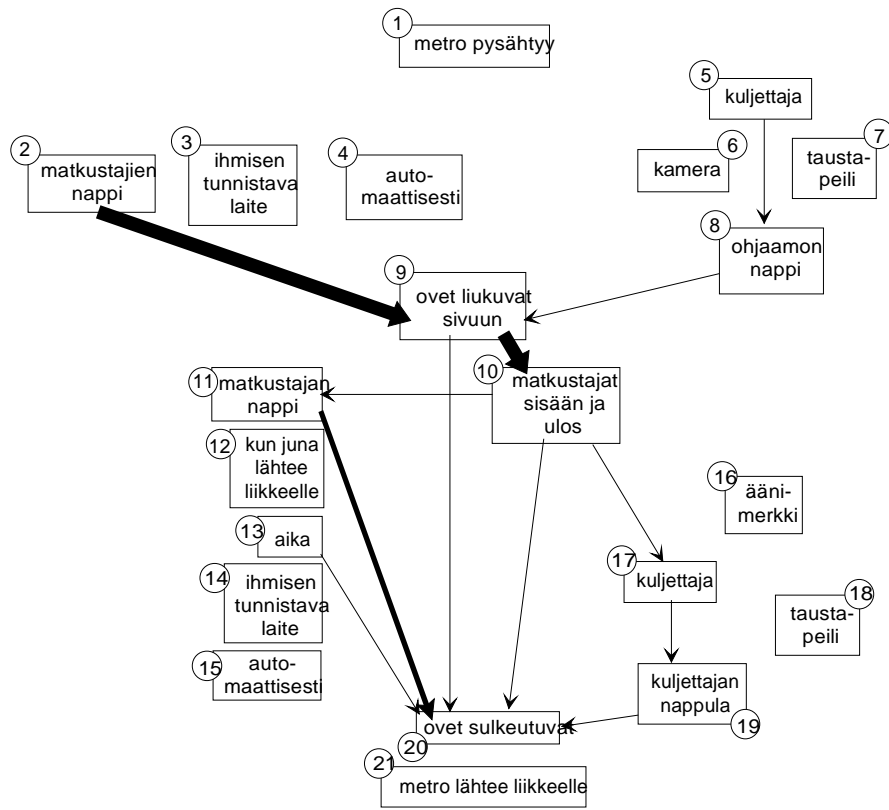 1
metro pysähtyy
5
kuljettaja
2
matkustajien
nappi
3
ihmisen
tunnistava
laite
4
auto-
maattisesti
6
kamera
7
tausta-
peili
8
ohjaamon
nappi
9
ovet liukuvat
sivuun
10
matkustajat
sisään ja
ulos
11
matkustajan
nappi
12
kun juna
lähtee
liikkeelle
13
aika
14
ihmisen
tunnistava
laite
15
auto-
maattisesti
16
ääni-
merkki
17
kuljettaja
18
tausta-
peili
kuljettajan
nappula
19
ovet sulkeutuvat
20
21
metro lähtee liikkeelle